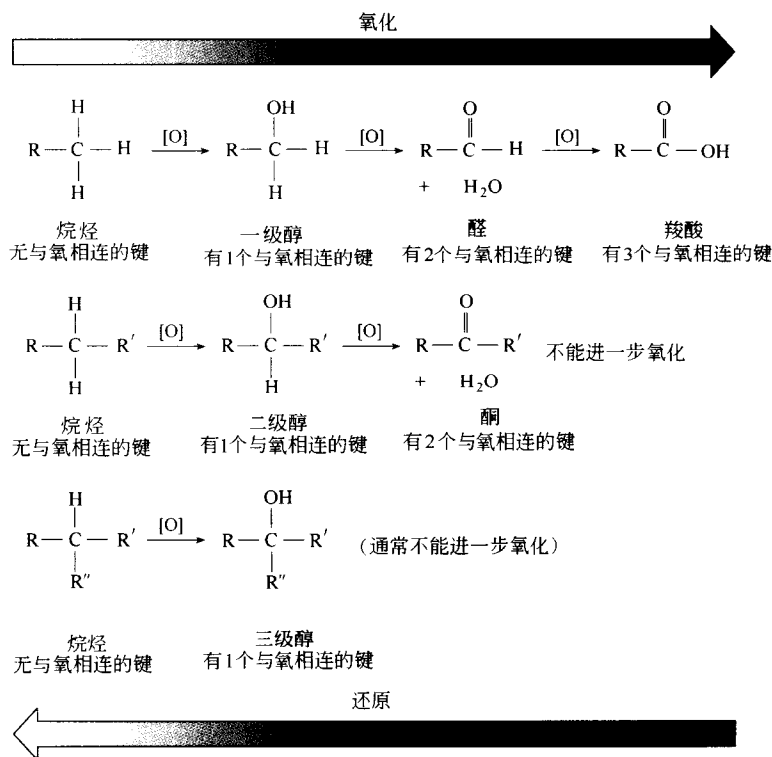 氧化
H OH O O
R—C—H [O] R—C—H [O] R—C—H [O] R—C—OH
H H + H₂O
烷烃 一级醇 醛 羧酸
无与氧相连的键 有1个与氧相连的键 有2个与氧相连的键 有3个与氧相连的键
H OH O
R—C—R′ [O] R—C—R′ [O] R—C—R′ 不能进一步氧化
H H + H₂O
烷烃 二级醇 酮
无与氧相连的键 有1个与氧相连的键 有2个与氧相连的键
H OH
R—C—R′ [O] R—C—R′ (通常不能进一步氧化)
R″ R″
烷烃 三级醇
无与氧相连的键 有1个与氧相连的键
还原